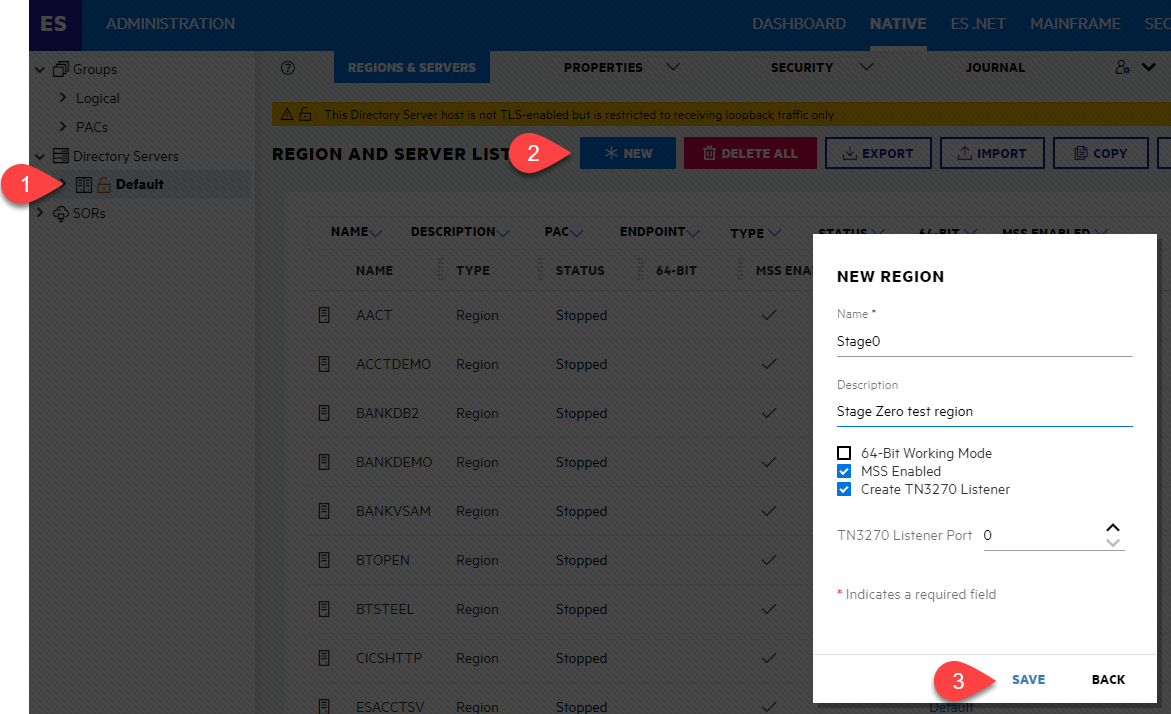 ES ADMINISTRATION DASHBOARD NATIVE ES .NET MAINFRAME SEC
Groups
Logical
PACs
Directory Servers
1 Default
SORs
REGIONS & SERVERS PROPERTIES SECURITY JOURNAL
This Directory Server host is not TLS-enabled but is restricted to receiving loopback traffic only
REGION AND SERVER LIST 2 NEW DELETE ALL EXPORT IMPORT COPY
NAME DESCRIPTION PAC ENDPOINT TYPE STATUS 64-BIT MSS ENABLED
NAME TYPE STATUS 64-BIT MSS ENA
AACT Region Stopped
ACCTDEMO Region Stopped
BANKDB2 Region Stopped
BANKDEMO Region Stopped
BANKVSAM Region Stopped
BTOPEN Region Stopped
BTSTEEL Region Stopped
CICSHTTP Region Stopped
ESACCTSV Region Stopped Default
NEW REGION
Name *
Stage0
Description
Stage Zero test region
64-Bit Working Mode
MSS Enabled
Create TN3270 Listener
TN3270 Listener Port 0
* Indicates a required field
3 SAVE BACK